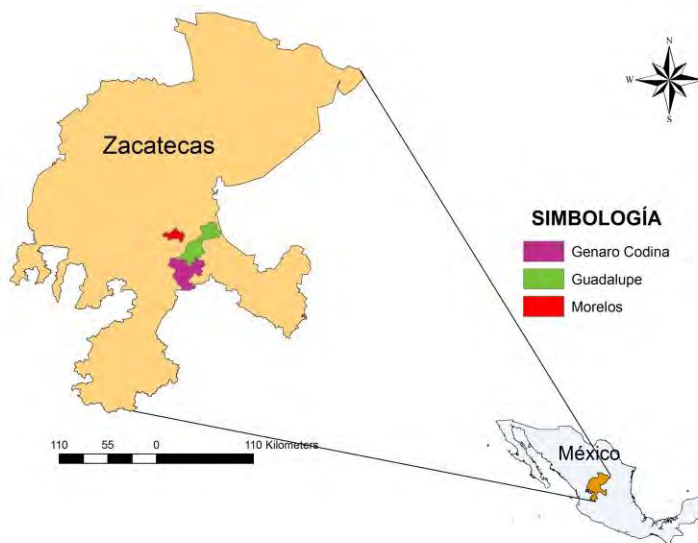 N
W E
S
Zacatecas
SIMBOLOGÍA
Genaro Codina
Guadalupe
Morelos
110 55 0 110 Kilometers
México